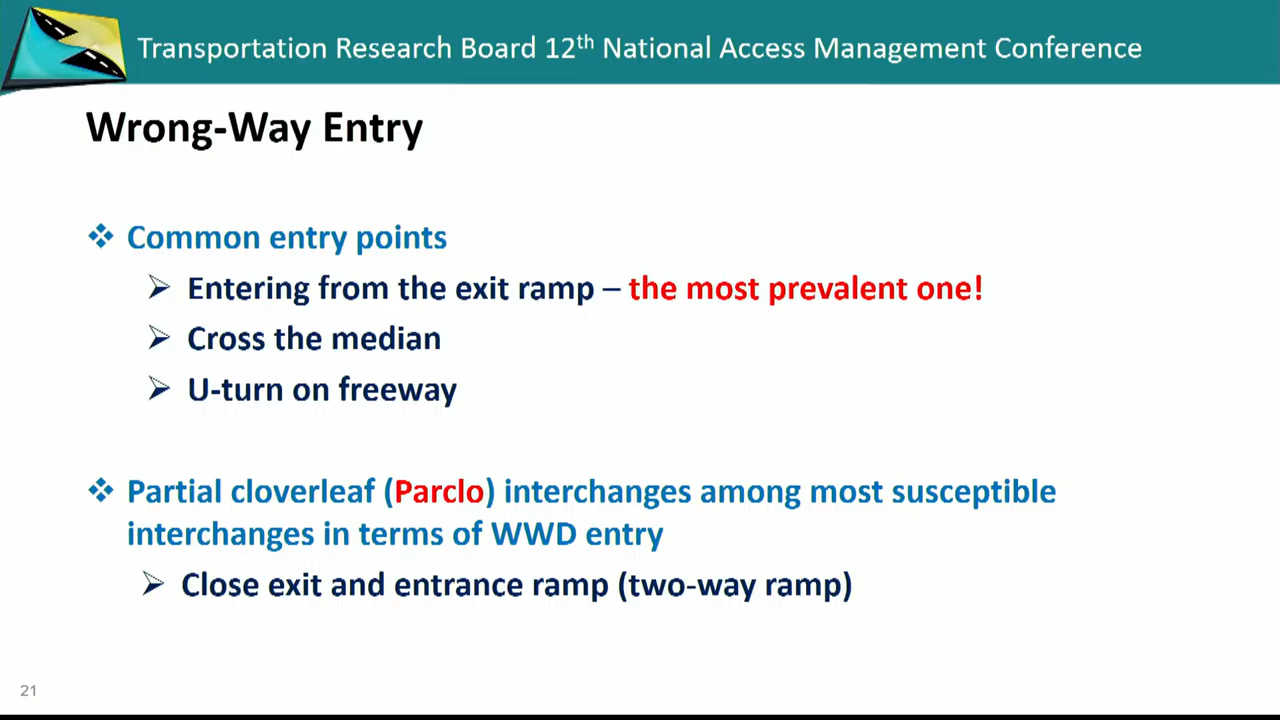 Transportation Research Board 12th National Access Management Conference
Wrong-Way Entry
❖ Common entry points
➢ Entering from the exit ramp – the most prevalent one!
➢ Cross the median
➢ U-turn on freeway
❖ Partial cloverleaf (Parclo) interchanges among most susceptible
interchanges in terms of WWD entry
➢ Close exit and entrance ramp (two-way ramp)
21